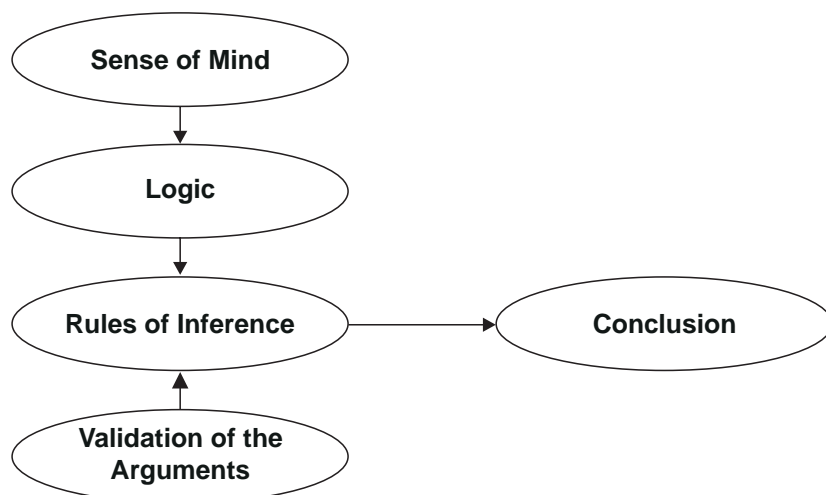 Sense of Mind
Logic
Rules of Inference
Conclusion
Validation of the
Arguments